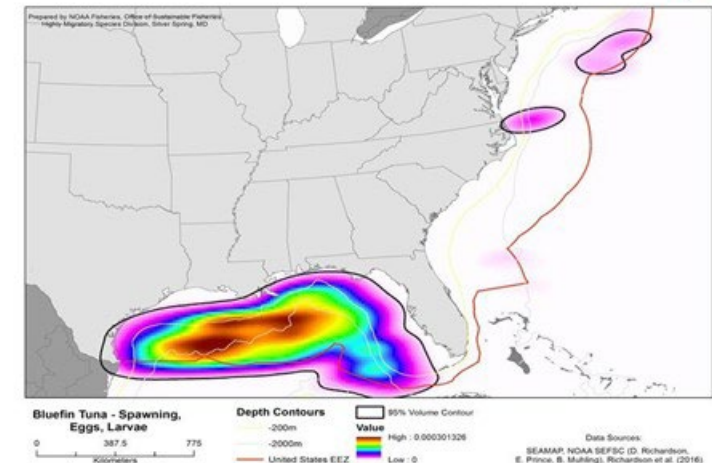 Prepared by NOAA Fisheries, Office of Sustainable Fisheries
Highly Migratory Species Division, Silver Spring, MD
Bluefin Tuna - Spawning,
Eggs, Larvae
0 387.5 775
Kilometers
Depth Contours
-200m
-2000m
United States EEZ
95% Volume Contour
Value
High : 0.000301326
Low : 0
Data Sources:
SEAMAP, NOAA SEFSC (D. Richardson,
E. Prince, B. Muhling), Richardson et al. (2016)